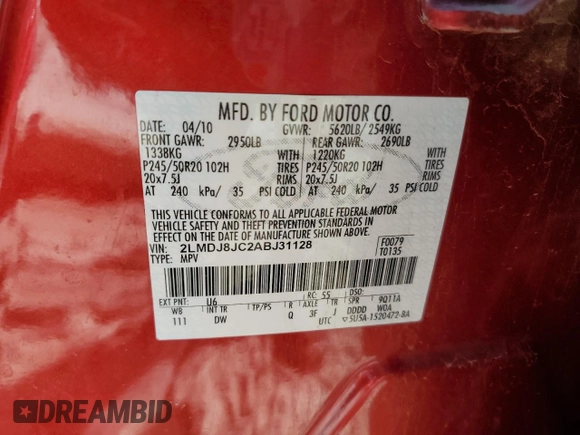 MFD. BY FORD MOTOR CO.
DATE: 04/10 GVWR: 5620LB/ 2549KG
FRONT GAWR: 2950LB REAR GAWR: 2690LB
1338KG WITH 1220KG WITH
P245/50R20 102H TIRES P245/50R20 102H TIRES
20x7.5J RIMS 20x7.5J RIMS
AT 240 kPa/ 35 PSI COLD AT 240 kPa/ 35 PSI COLD
THIS VEHICLE CONFORMS TO ALL APPLICABLE FEDERAL MOTOR
VEHICLE SAFETY AND THEFT PREVENTION STANDARDS IN
EFFECT ON THE DATE OF MANUFACTURE SHOWN ABOVE.
VIN: 2LMDJ8JC2ABJ31128 F0079
TYPE: MPV T0135
EXT PNT: U6 RC: 55 DSO:
WB INT TR TP/PS R AXLE TR SPR 9Q11A
111 DW Q 3F J DDDD WOA
UTC 5U5A-1520472-BA
DREAMBID